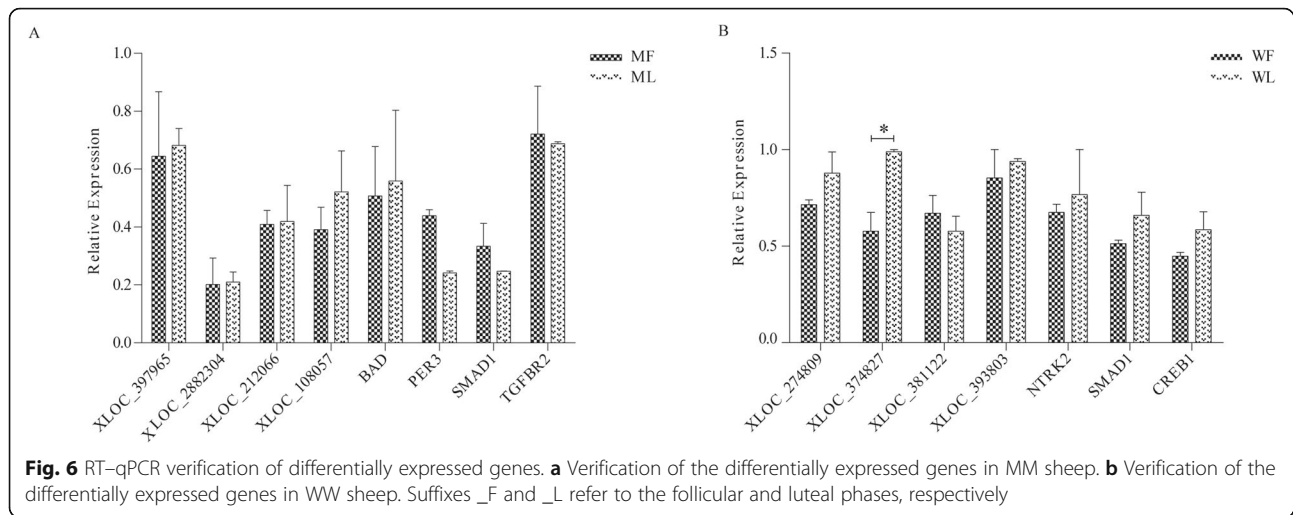 A
Relative Expression
1.0
0.8
0.6
0.4
0.2
0.0
MF
ML
XLOC_397965
XLOC_2882304
XLOC_212066
XLOC_108057
BAD
PER3
SMAD1
TGFBR2
B
Relative Expression
1.5
1.0
0.5
0.0
*
WF
WL
XLOC_274809
XLOC_374827
XLOC_381122
XLOC_393803
NTRK2
SMAD1
CREB1
Fig. 6 RT–qPCR verification of differentially expressed genes. a Verification of the differentially expressed genes in MM sheep. b Verification of the
differentially expressed genes in WW sheep. Suffixes _F and _L refer to the follicular and luteal phases, respectively